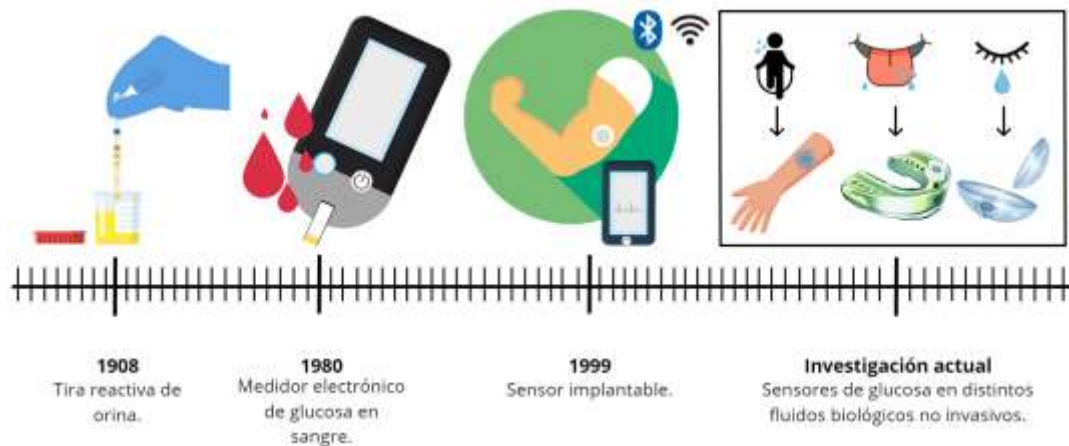 1908
Tira reactiva de
orina.
1980
Medidor electrónico
de glucosa en
sangre.
1999
Sensor implantable.
Investigación actual
Sensores de glucosa en distintos
fluidos biológicos no invasivos.